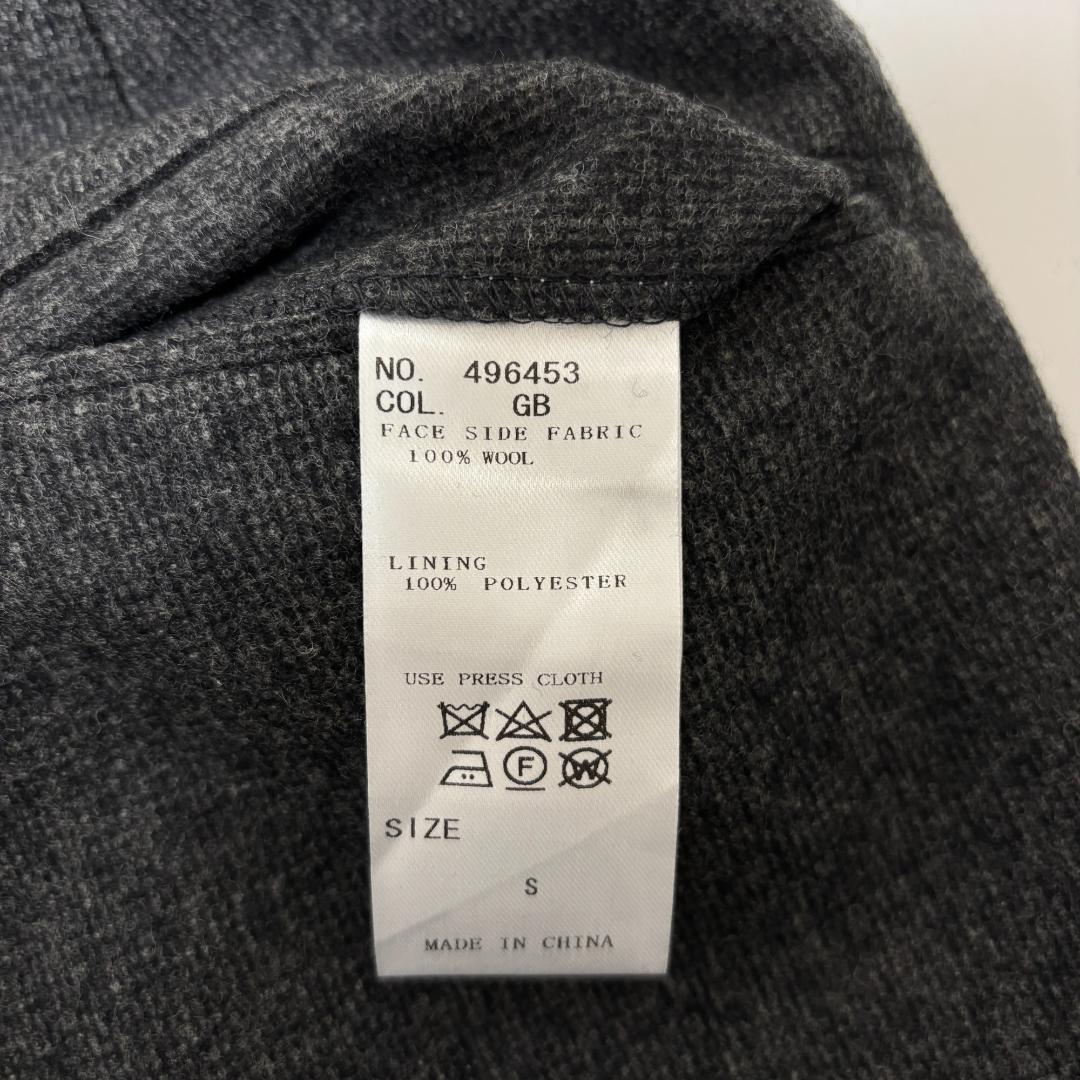 NO. 496453
COL. GB
FACE SIDE FABRIC
100% WOOL
LINING
100% POLYESTER
USE PRESS CLOTH
F W
SIZE
S
MADE IN CHINA